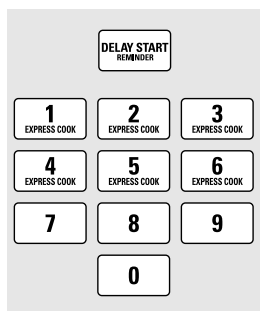 DELAY START
REMINDER
1 2 3
EXPRESS COOK EXPRESS COOK EXPRESS COOK
4 5 6
EXPRESS COOK EXPRESS COOK EXPRESS COOK
7 8 9
0